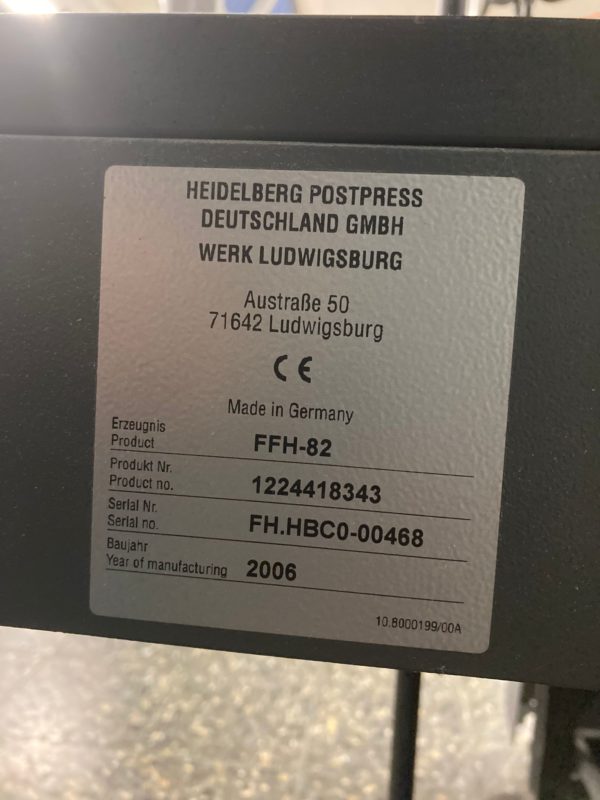 HEIDELBERG POSTPRESS
DEUTSCHLAND GMBH
WERK LUDWIGSBURG
Austraße 50
71642 Ludwigsburg
CE
Made in Germany
Erzeugnis
Product FFH-82
Produkt Nr.
Product no. 1224418343
Serial Nr.
Serial no. FH.HBC0-00468
Baujahr
Year of manufacturing 2006
10.8000199/00A